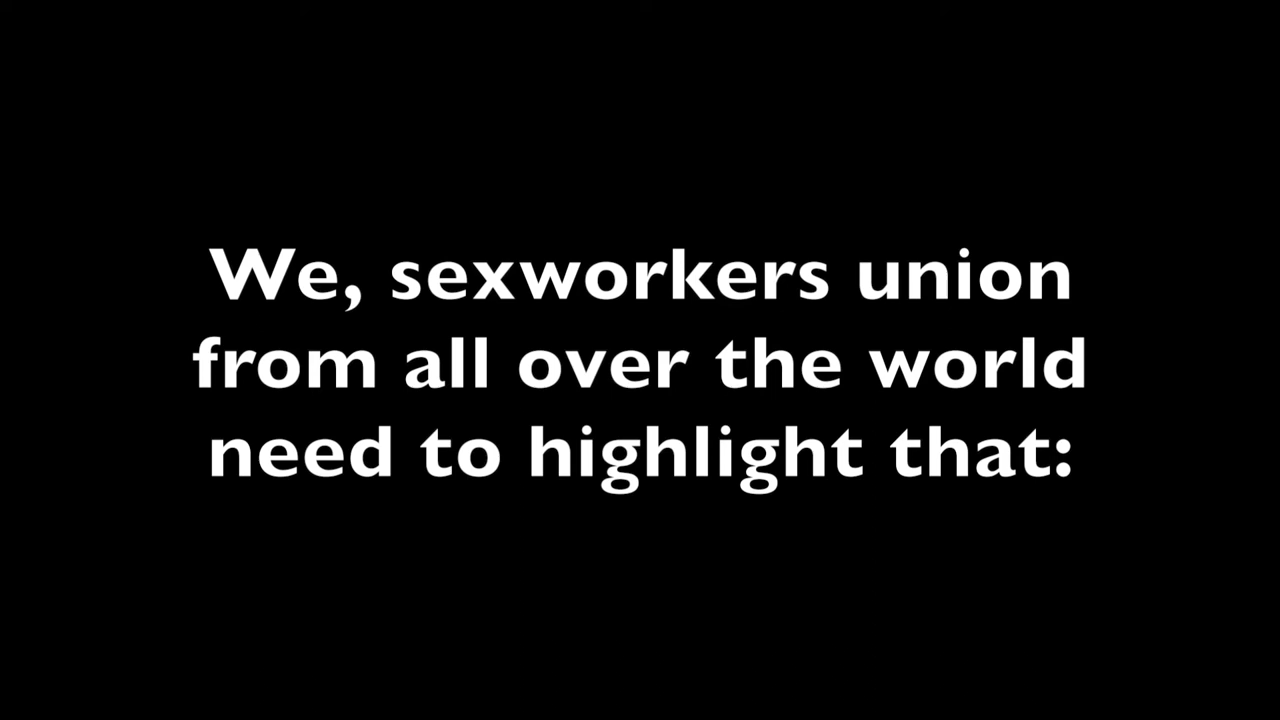 We, sexworkers union
from all over the world
need to highlight that: